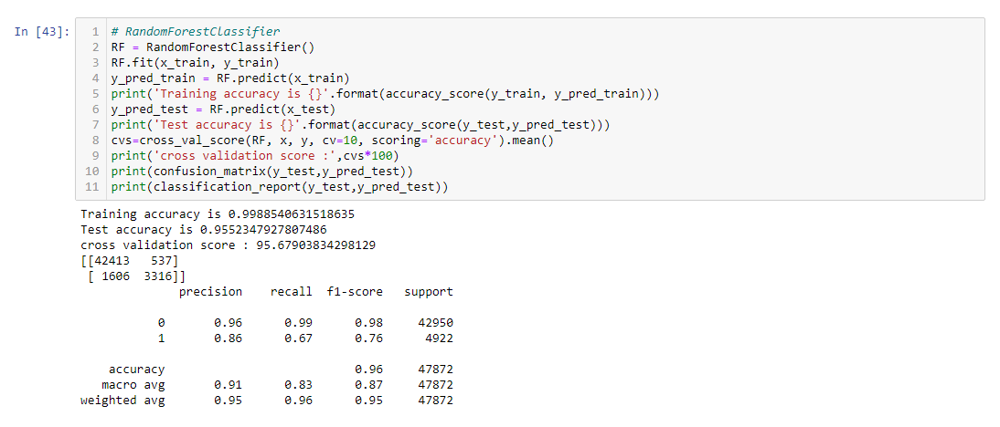 In [43]:
1 # RandomForestClassifier
2 RF = RandomForestClassifier()
3 RF.fit(x_train, y_train)
4 y_pred_train = RF.predict(x_train)
5 print('Training accuracy is {}'.format(accuracy_score(y_train, y_pred_train)))
6 y_pred_test = RF.predict(x_test)
7 print('Test accuracy is {}'.format(accuracy_score(y_test,y_pred_test)))
8 cvs=cross_val_score(RF, x, y, cv=10, scoring='accuracy').mean()
9 print('cross validation score :',cvs*100)
10 print(confusion_matrix(y_test,y_pred_test))
11 print(classification_report(y_test,y_pred_test))
Training accuracy is 0.9988540631518635
Test accuracy is 0.9552347927807486
cross validation score : 95.67903834298129
[[42413   537]
 [ 1606  3316]]
              precision    recall  f1-score   support
           0       0.96      0.99      0.98     42950
           1       0.86      0.67      0.76      4922
    accuracy                           0.96     47872
   macro avg       0.91      0.83      0.87     47872
weighted avg       0.95      0.96      0.95     47872